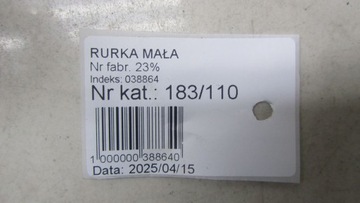 RURKA MAŁA
Nr fabr. 23%
Indeks: 038864
Nr kat.: 183/110
1 000000 388640
Data: 2025/04/15